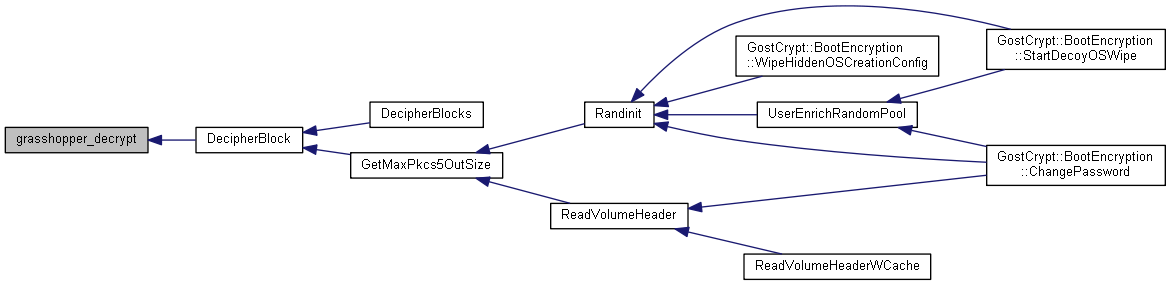 grasshopper_decrypt
DecipherBlock
DecipherBlocks
GetMaxPkcs5OutSize
Randinit
ReadVolumeHeader
GostCrypt::BootEncryption
::WipeHiddenOSCreationConfig
UserEnrichRandomPool
ReadVolumeHeaderWCache
GostCrypt::BootEncryption
::StartDecoyOSWipe
GostCrypt::BootEncryption
::ChangePassword